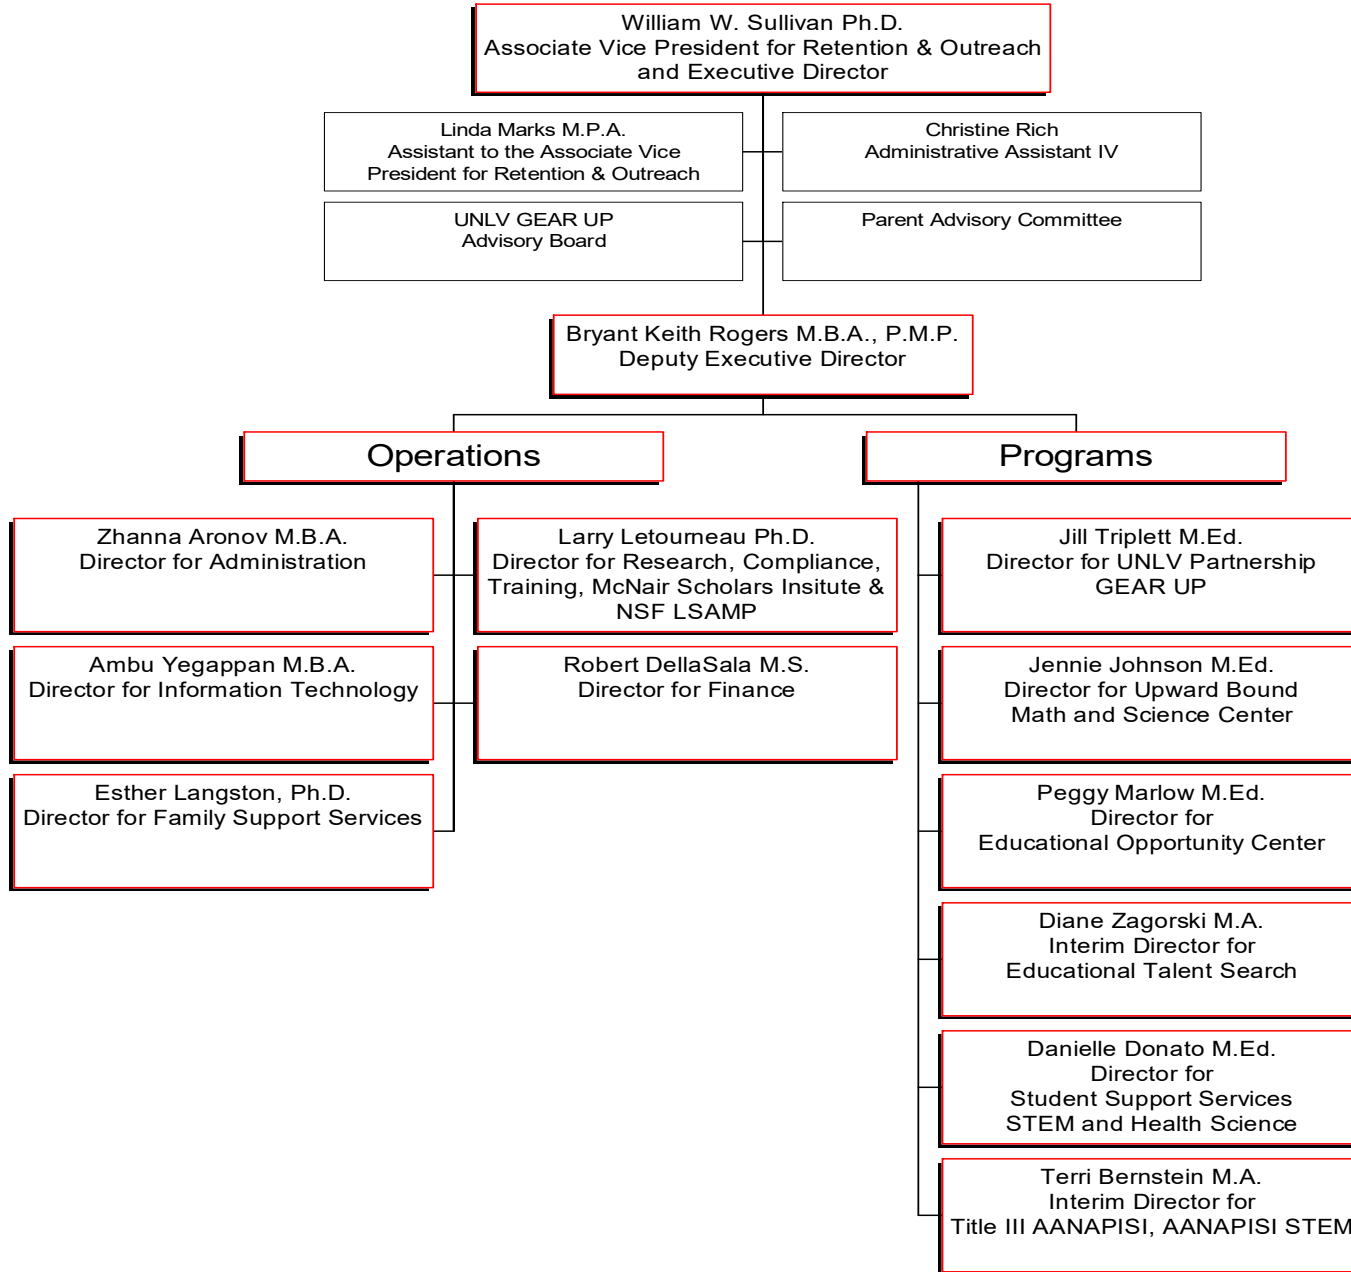 William W. Sullivan Ph.D.
Associate Vice President for Retention & Outreach
and Executive Director
Linda Marks M.P.A.
Assistant to the Associate Vice
President for Retention & Outreach
Christine Rich
Administrative Assistant IV
UNLV GEAR UP
Advisory Board
Parent Advisory Committee
Bryant Keith Rogers M.B.A., P.M.P.
Deputy Executive Director
Operations
Programs
Zhanna Aronov M.B.A.
Director for Administration
Larry Letourneau Ph.D.
Director for Research, Compliance,
Training, McNair Scholars Insitute &
NSF LSAMP
Jill Triplett M.Ed.
Director for UNLV Partnership
GEAR UP
Ambu Yegappan M.B.A.
Director for Information Technology
Robert DellaSala M.S.
Director for Finance
Jennie Johnson M.Ed.
Director for Upward Bound
Math and Science Center
Esther Langston, Ph.D.
Director for Family Support Services
Peggy Marlow M.Ed.
Director for
Educational Opportunity Center
Diane Zagorski M.A.
Interim Director for
Educational Talent Search
Danielle Donato M.Ed.
Director for
Student Support Services
STEM and Health Science
Terri Bernstein M.A.
Interim Director for
Title III AANAPISI, AANAPISI STEM